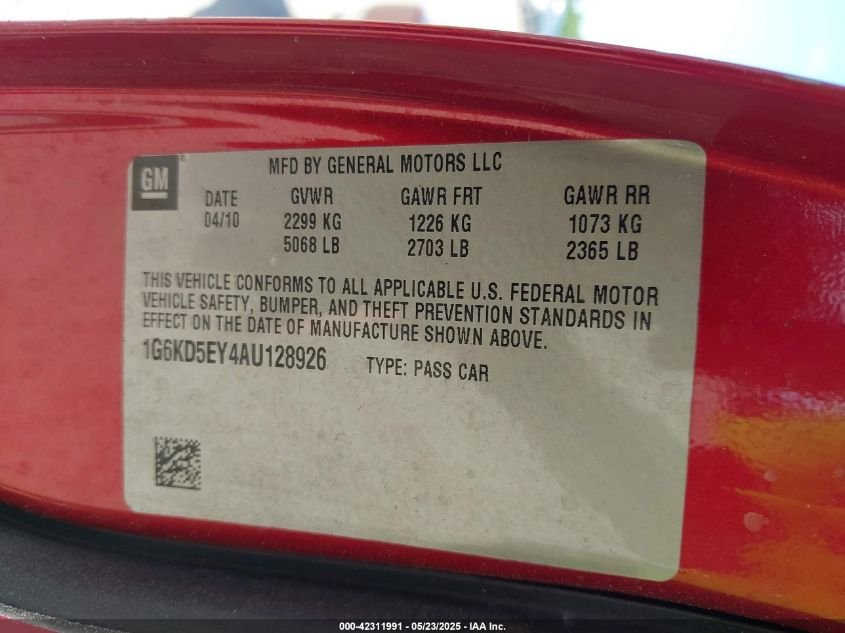 GM
MFD BY GENERAL MOTORS LLC
DATE GVWR GAWR FRT GAWR RR
04/10 2299 KG 1226 KG 1073 KG
5068 LB 2703 LB 2365 LB
THIS VEHICLE CONFORMS TO ALL APPLICABLE U.S. FEDERAL MOTOR
VEHICLE SAFETY, BUMPER, AND THEFT PREVENTION STANDARDS IN
EFFECT ON THE DATE OF MANUFACTURE SHOWN ABOVE.
1G6KD5EY4AU128926 TYPE: PASS CAR
000-42311991 - 05/23/2025 - IAA Inc.